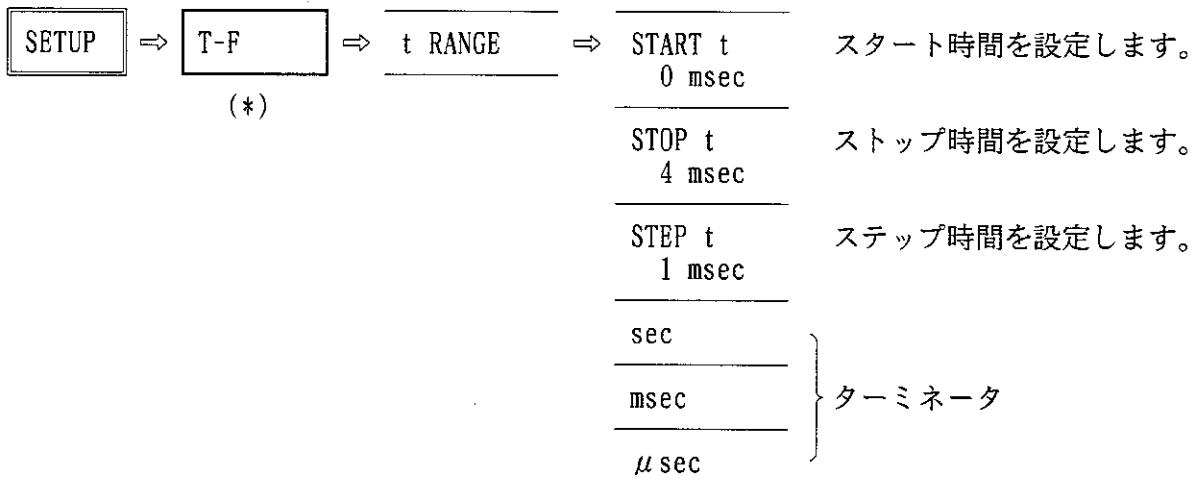 SETUP ⇒ T-F ⇒ t RANGE ⇒ START t スタート時間を設定します。
0 msec
(*)
STOP t ストップ時間を設定します。
4 msec
STEP t ステップ時間を設定します。
1 msec
sec
msec ターミネータ
μsec